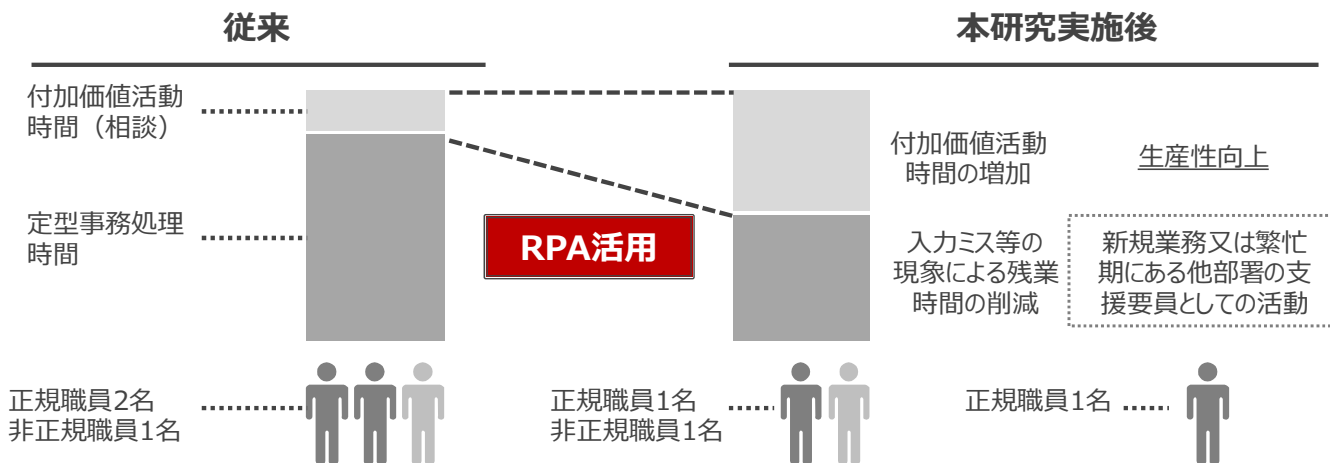 従来
本研究実施後
付加価値活動
時間（相談）
定型事務処理
時間
RPA活用
付加価値活動
時間の増加
生産性向上
入力ミス等の
現象による残業
時間の削減
新規業務又は繁忙
期にある他部署の支
援要員としての活動
正規職員2名
非正規職員1名
正規職員1名
非正規職員1名
正規職員1名